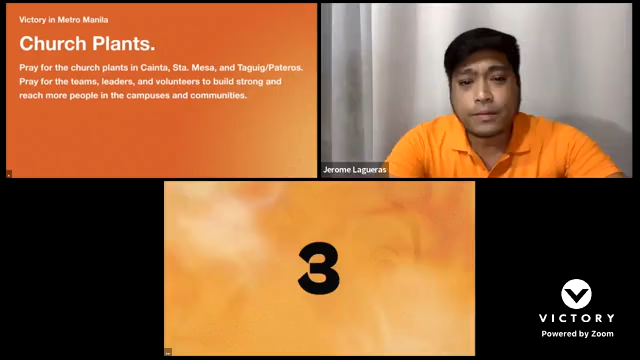 Victory in Metro Manila
Church Plants.
Pray for the church plants in Cainta, Sta. Mesa, and Taguig/Pateros.
Pray for the teams, leaders, and volunteers to build strong and
reach more people in the campuses and communities.
Jerome Lagueras
3
VICTORY
Powered by Zoom